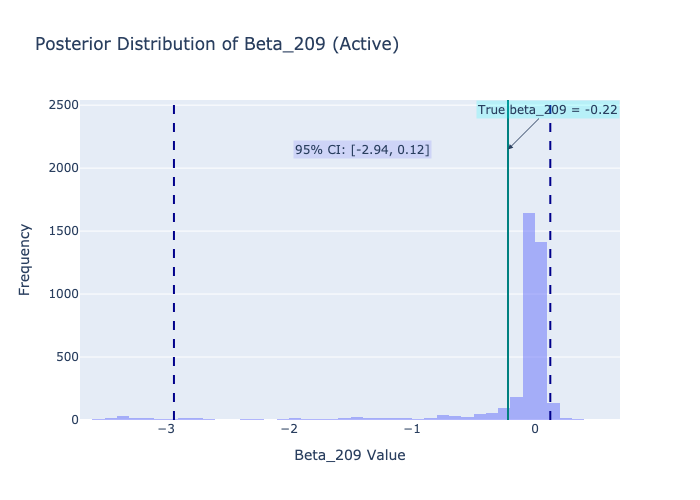 Posterior Distribution of Beta_209 (Active)
True beta_209 = -0.22
95% CI: [-2.94, 0.12]
Frequency
2500
2000
1500
1000
500
0
−3
−2
−1
0
Beta_209 Value